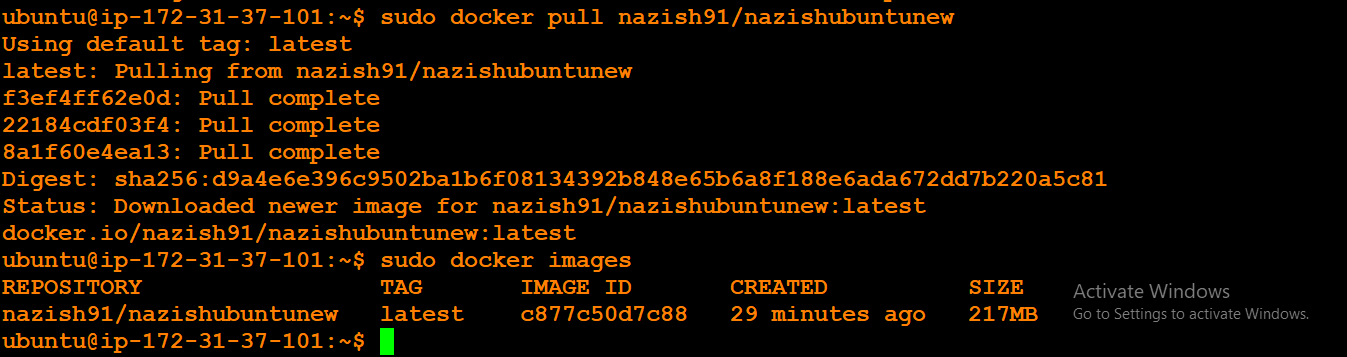 ubuntu@ip-172-31-37-101:~$ sudo docker pull nazish91/nazishubuntunew
Using default tag: latest
latest: Pulling from nazish91/nazishubuntunew
f3ef4ff62e0d: Pull complete
22184cdf03f4: Pull complete
8a1f60e4ea13: Pull complete
Digest: sha256:d9a4e6e396c9502ba1b6f08134392b848e65b6a8f188e6ada672dd7b220a5c81
Status: Downloaded newer image for nazish91/nazishubuntunew:latest
docker.io/nazish91/nazishubuntunew:latest
ubuntu@ip-172-31-37-101:~$ sudo docker images
REPOSITORY TAG IMAGE ID CREATED SIZE
nazish91/nazishubuntunew latest c877c50d7c88 29 minutes ago 217MB
ubuntu@ip-172-31-37-101:~$
Activate Windows
Go to Settings to activate Windows.